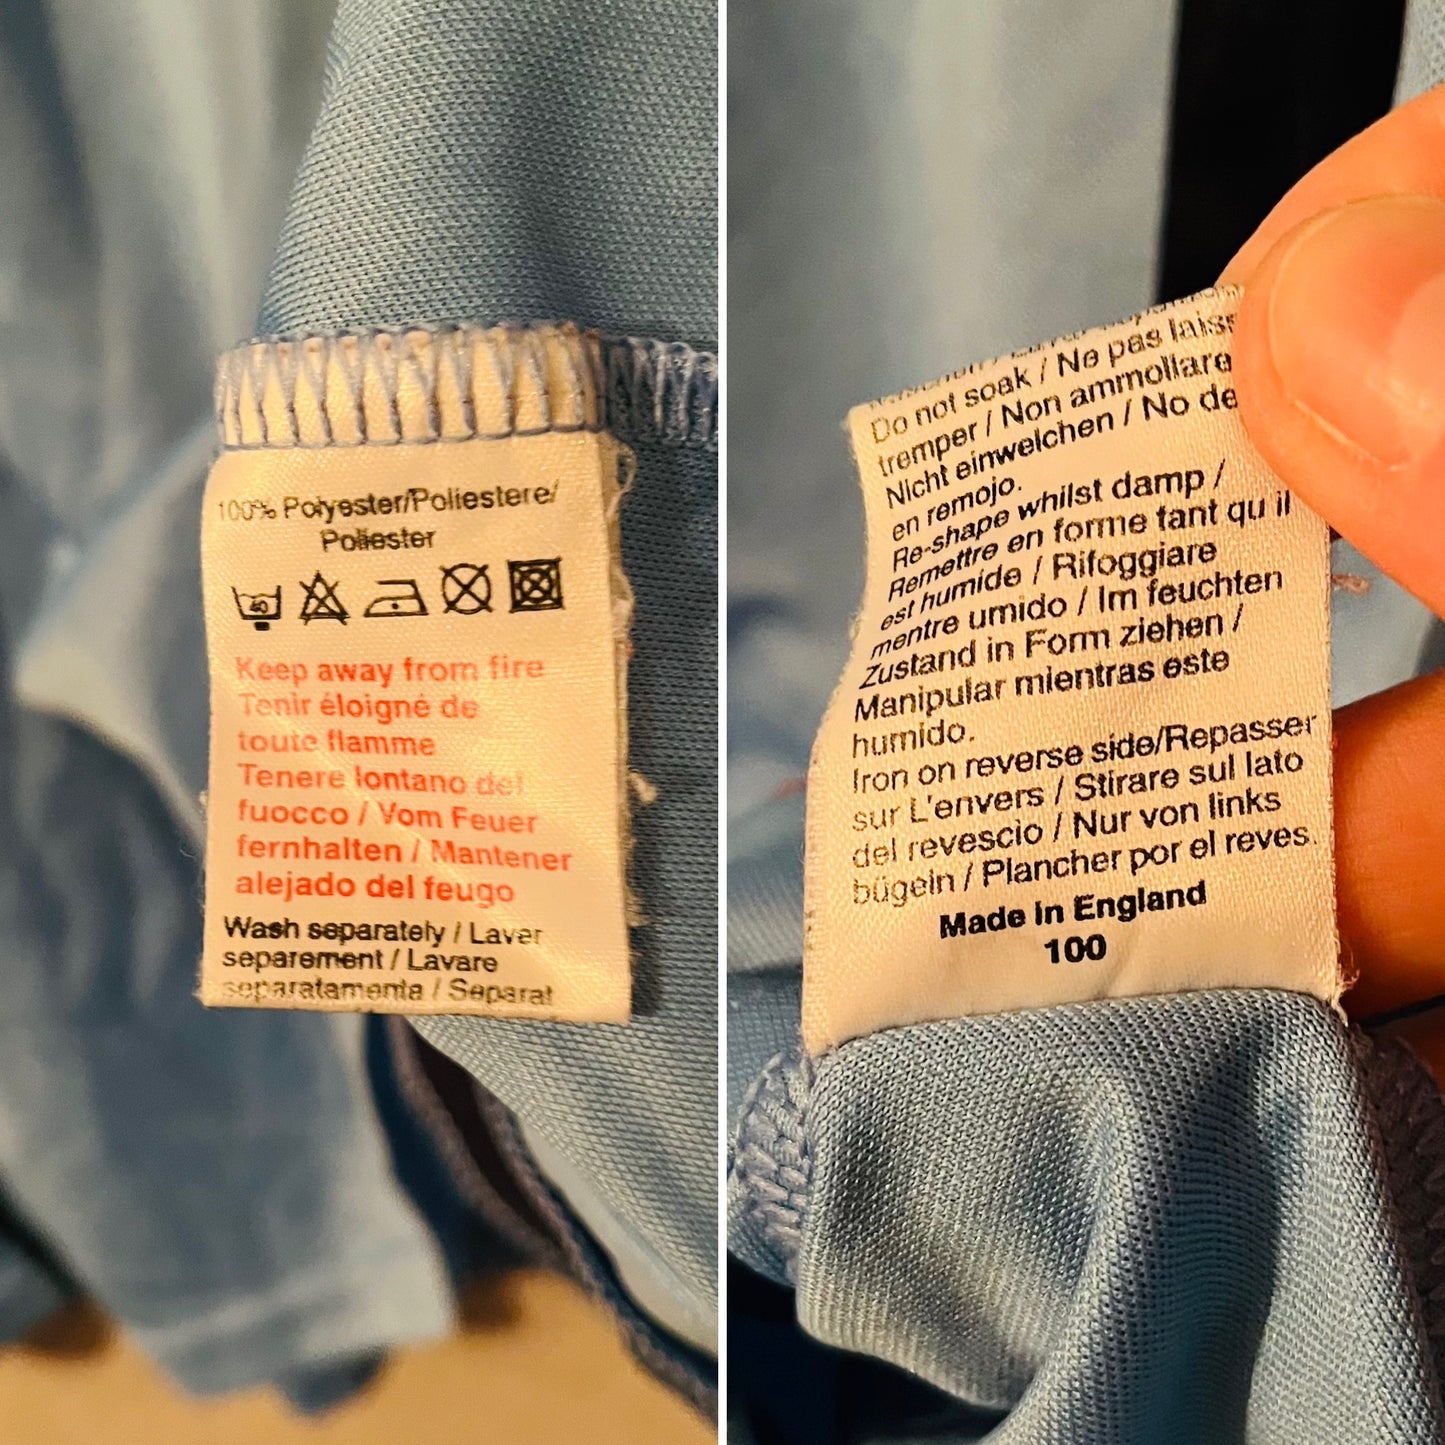 100% Polyester/Poliestere/
Poliester
40
Keep away from fire
Tenir éloigné de
toute flamme
Tenere lontano del
fuocco / Vom Feuer
fernhalten / Mantener
alejado del feugo
Wash separately / Laver
separement / Lavare
separatamenta / Separat
Do not soak / Ne pas laiss
tremper / Non ammollare
Nicht einweichen / No de
en remojo.
Re-shape whilst damp /
Remettre en forme tant qu il
est humide / Rifoggiare
mentre umido / Im feuchten
Zustand in Form ziehen /
Manipular mientras este
humido.
Iron on reverse side/Repasser
sur L'envers / Stirare sul lato
del revescio / Nur von links
bügeln / Plancher por el reves.
Made in England
100